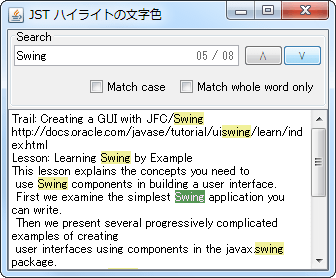 JST ハイライトの文字色
Search
Swing 05 / 08
Match case Match whole word only
Trail: Creating a GUI with JFC/Swing
http://docs.oracle.com/javase/tutorial/uiswing/learn/ind
ex.html
Lesson: Learning Swing by Example
This lesson explains the concepts you need to
use Swing components in building a user interface.
First we examine the simplest Swing application you
can write.
Then we present several progressively complicated
examples of creating
user interfaces using components in the javax.swing
package.